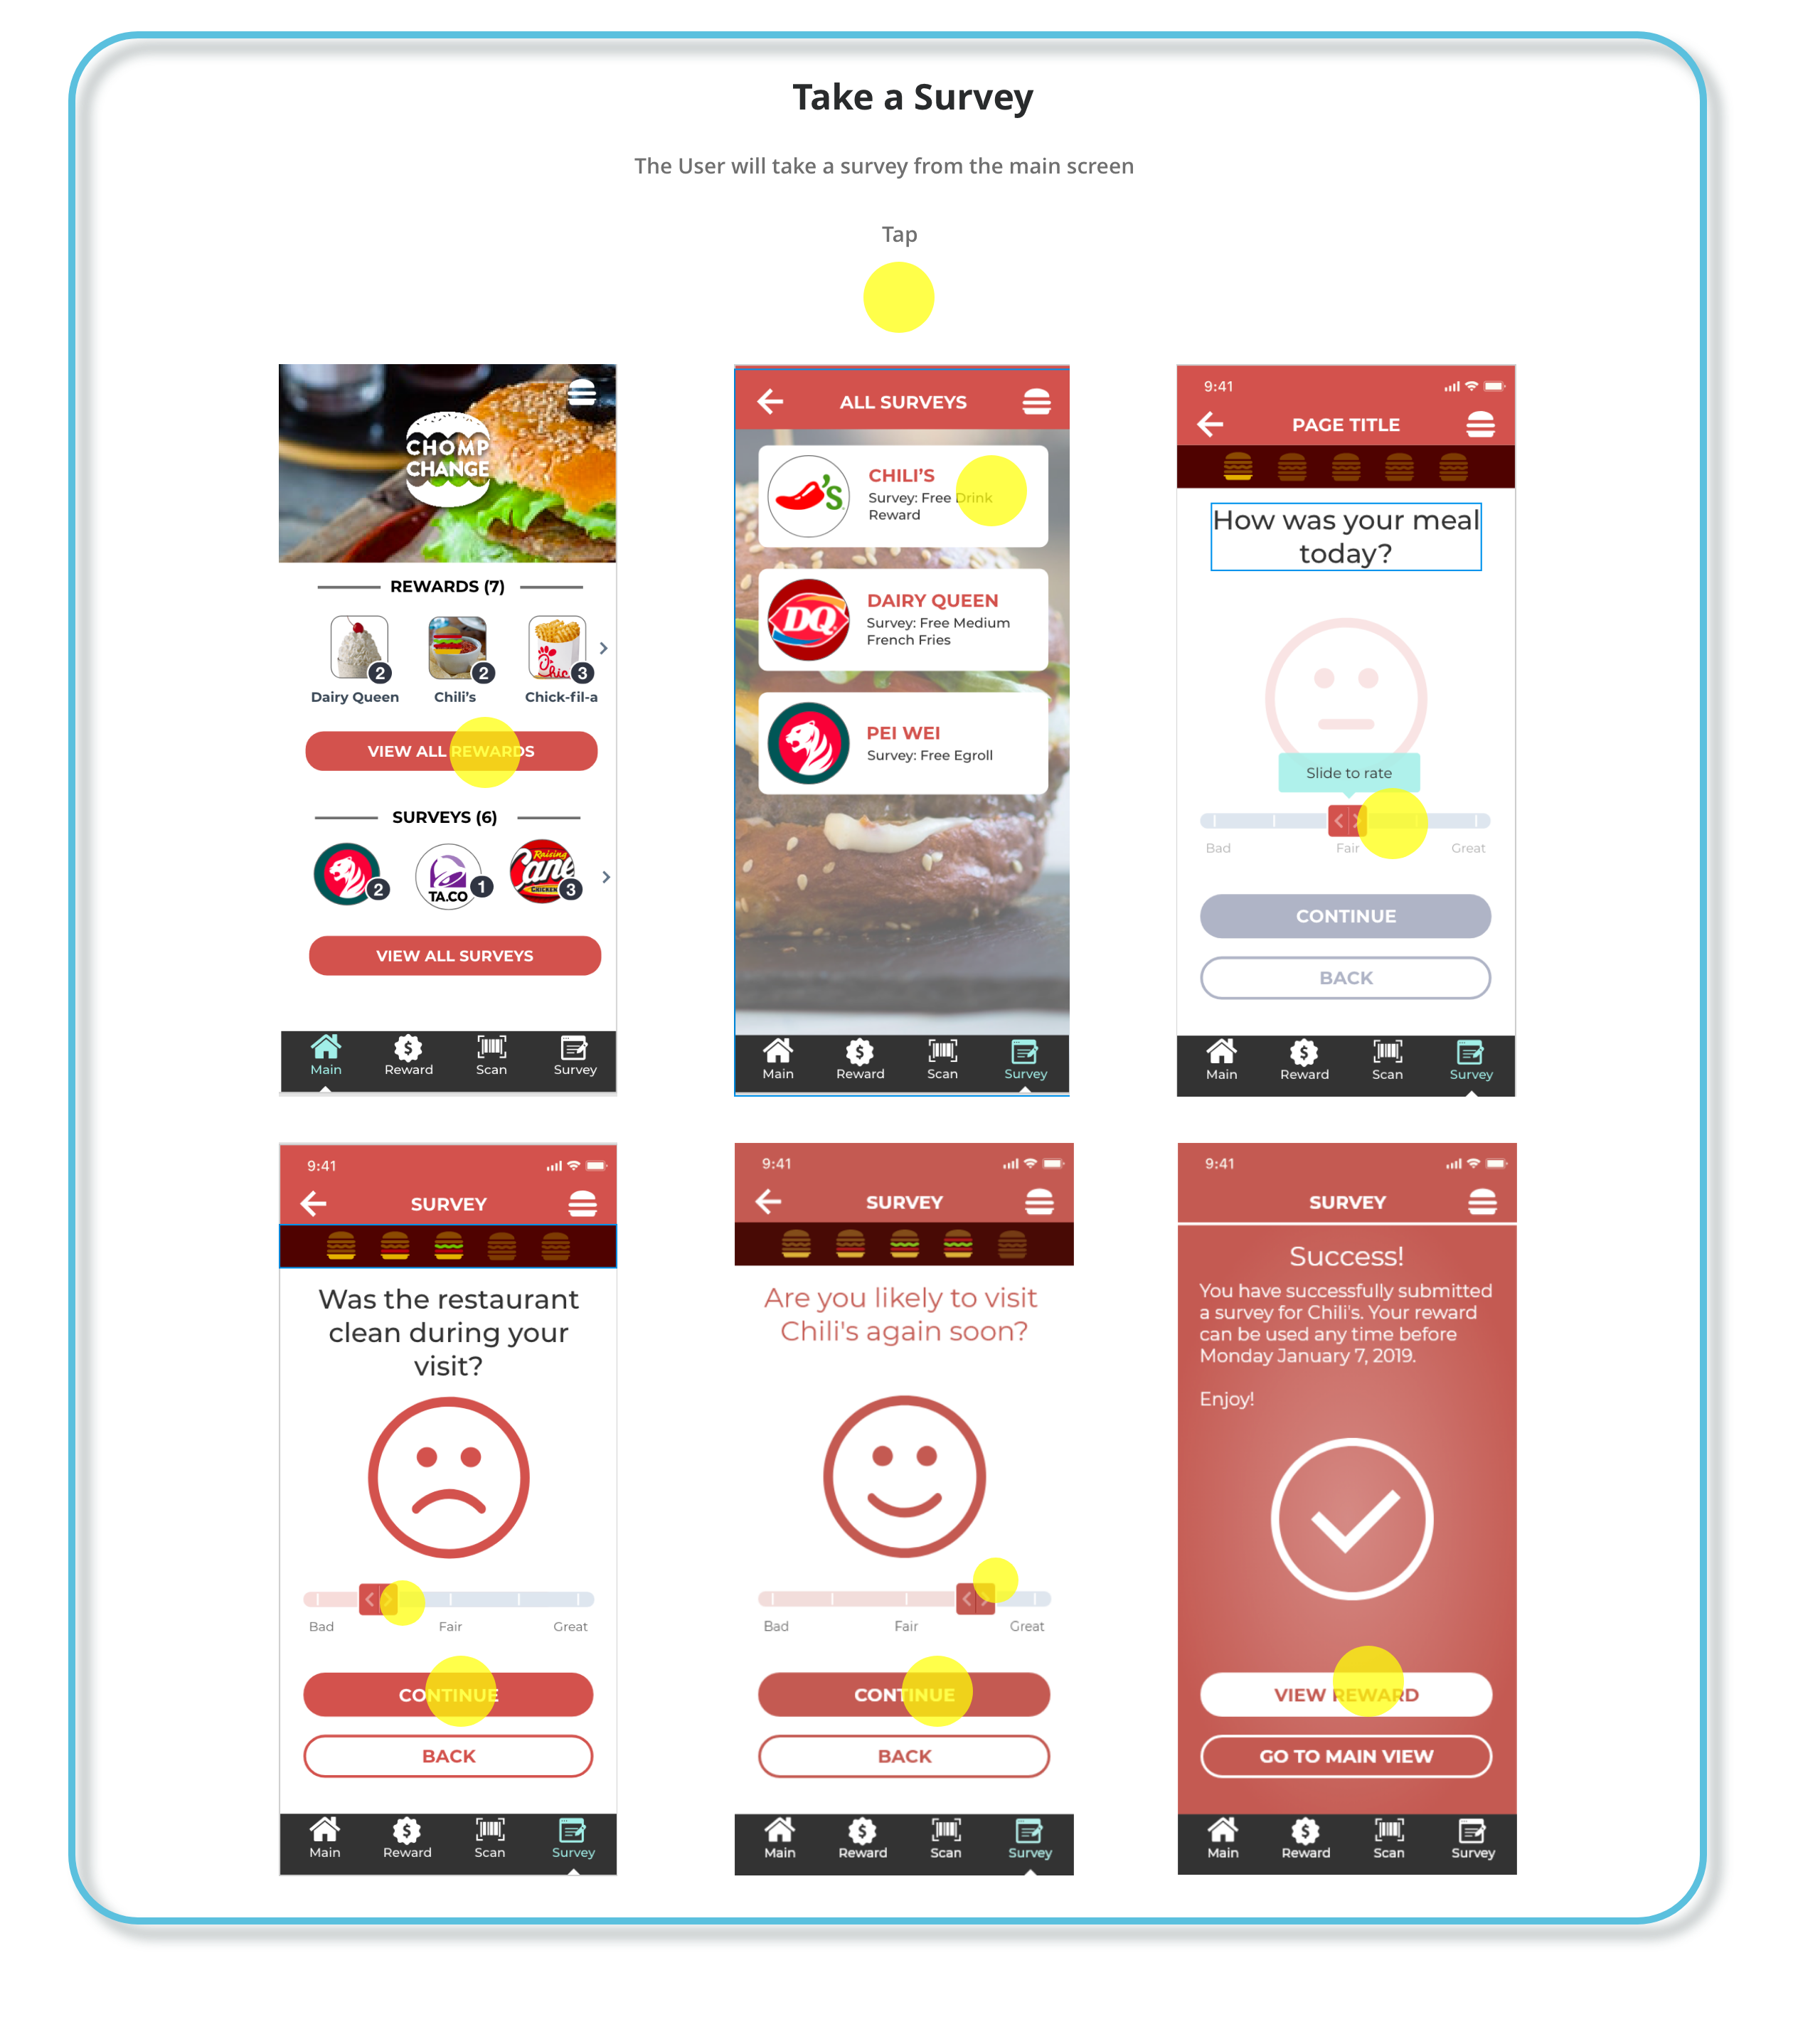 Take a Survey
The User will take a survey from the main screen
Tap
CHOMP
CHANGE
REWARDS (7)
2
2
Chic
3
Dairy Queen
Chili's
Chick-fil-a
VIEW ALL REWARDS
SURVEYS (6)
2
TA.CO
1
Raising
Cane
CHICKEN
3
VIEW ALL SURVEYS
Main
Reward
Scan
Survey
ALL SURVEYS
'S
CHILI'S
Survey: Free Drink
Reward
DQ
DAIRY QUEEN
Survey: Free Medium
French Fries
PEI WEI
Survey: Free Egroll
Main
Reward
Scan
Survey
9:41
PAGE TITLE
How was your meal
today?
Slide to rate
Bad
Fair
Great
CONTINUE
BACK
Main
Reward
Scan
Survey
9:41
SURVEY
Was the restaurant
clean during your
visit?
Bad
Fair
Great
CONTINUE
BACK
Main
Reward
Scan
Survey
9:41
SURVEY
Are you likely to visit
Chili's again soon?
Bad
Fair
Great
CONTINUE
BACK
Main
Reward
Scan
Survey
9:41
SURVEY
Success!
You have successfully submitted
a survey for Chili's. Your reward
can be used any time before
Monday January 7, 2019.
Enjoy!
VIEW REWARD
GO TO MAIN VIEW
Main
Reward
Scan
Survey